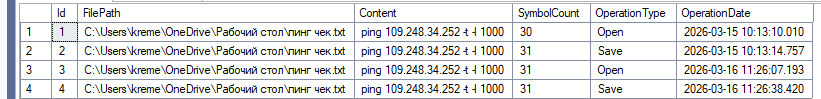 Id FilePath Content SymbolCount OperationType OperationDate
1 1 C:\Users\kreme\OneDrive\Рабочий стол\пинг чек.txt ping 109.248.34.252 -t -l 1000 30 Open 2026-03-15 10:13:10.010
2 2 C:\Users\kreme\OneDrive\Рабочий стол\пинг чек.txt ping 109.248.34.252 -t -l 1000 31 Save 2026-03-15 10:13:14.757
3 3 C:\Users\kreme\OneDrive\Рабочий стол\пинг чек.txt ping 109.248.34.252 -t -l 1000 31 Open 2026-03-16 11:26:07.193
4 4 C:\Users\kreme\OneDrive\Рабочий стол\пинг чек.txt ping 109.248.34.252 -t -l 1000 31 Save 2026-03-16 11:26:38.420